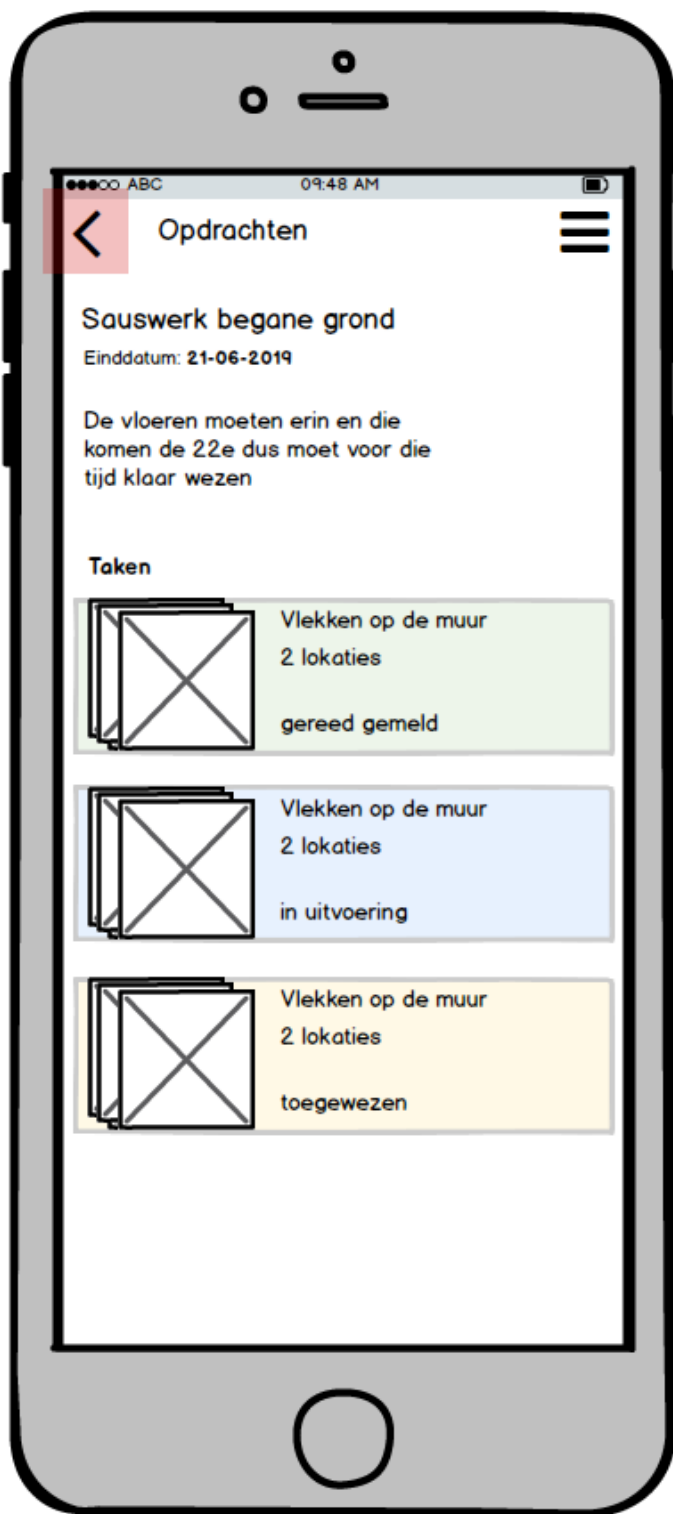 ABC 09:48 AM
Opdrachten
Sauswerk begane grond
Einddatum: 21-06-2019
De vloeren moeten erin en die
komen de 22e dus moet voor die
tijd klaar wezen
Taken
Vlekken op de muur
2 lokaties
gereed gemeld
Vlekken op de muur
2 lokaties
in uitvoering
Vlekken op de muur
2 lokaties
toegewezen